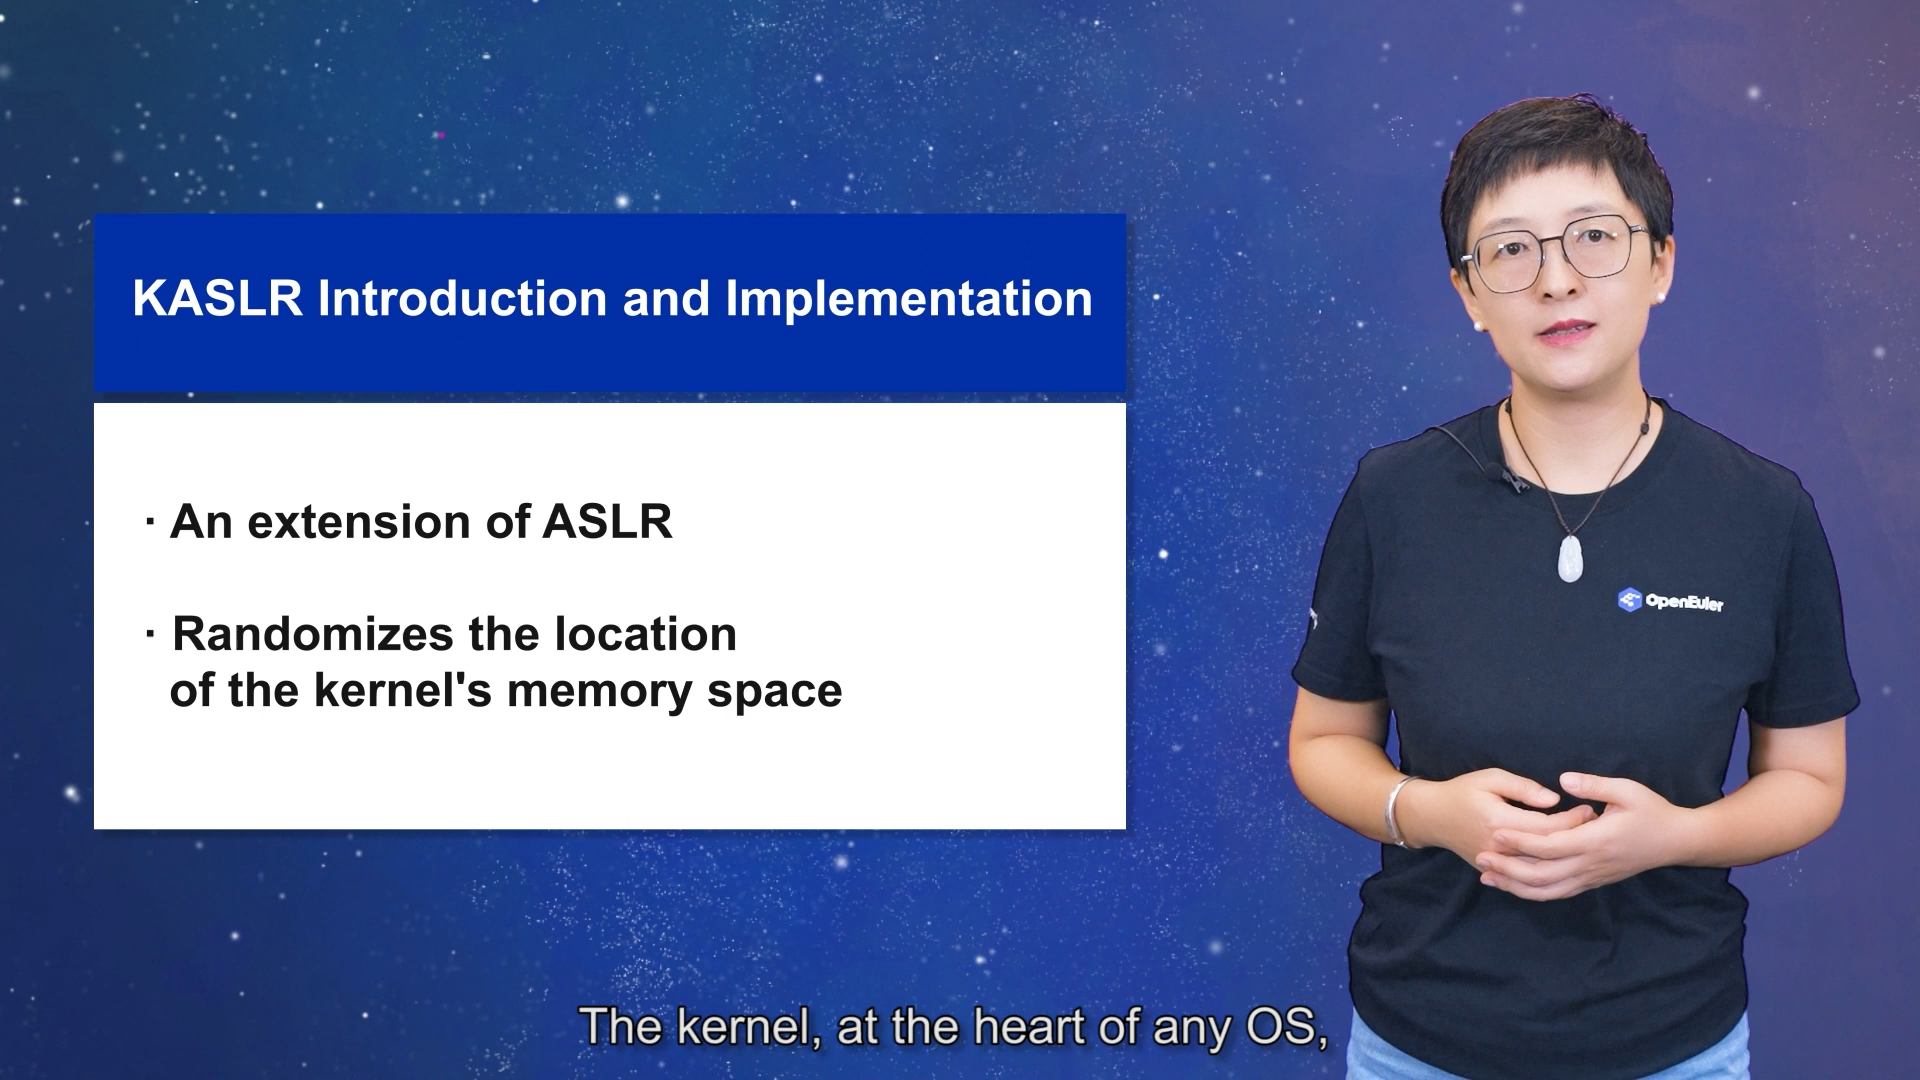 KASLR Introduction and Implementation
· An extension of ASLR
· Randomizes the location
of the kernel's memory space
OpenEuler
The kernel, at the heart of any OS,